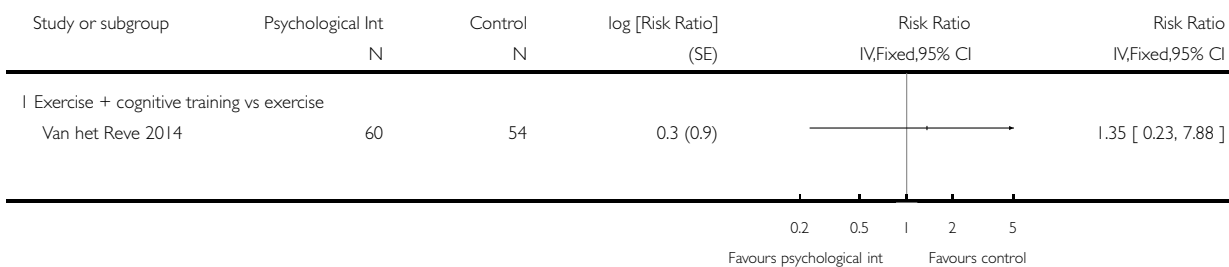 Study or subgroup Psychological Int Control log [Risk Ratio] Risk Ratio Risk Ratio
N N (SE) IV,Fixed,95% CI IV,Fixed,95% CI
1 Exercise + cognitive training vs exercise
Van het Reve 2014 60 54 0.3 (0.9) 1.35 [ 0.23, 7.88 ]
0.2 0.5 1 2 5
Favours psychological int Favours control